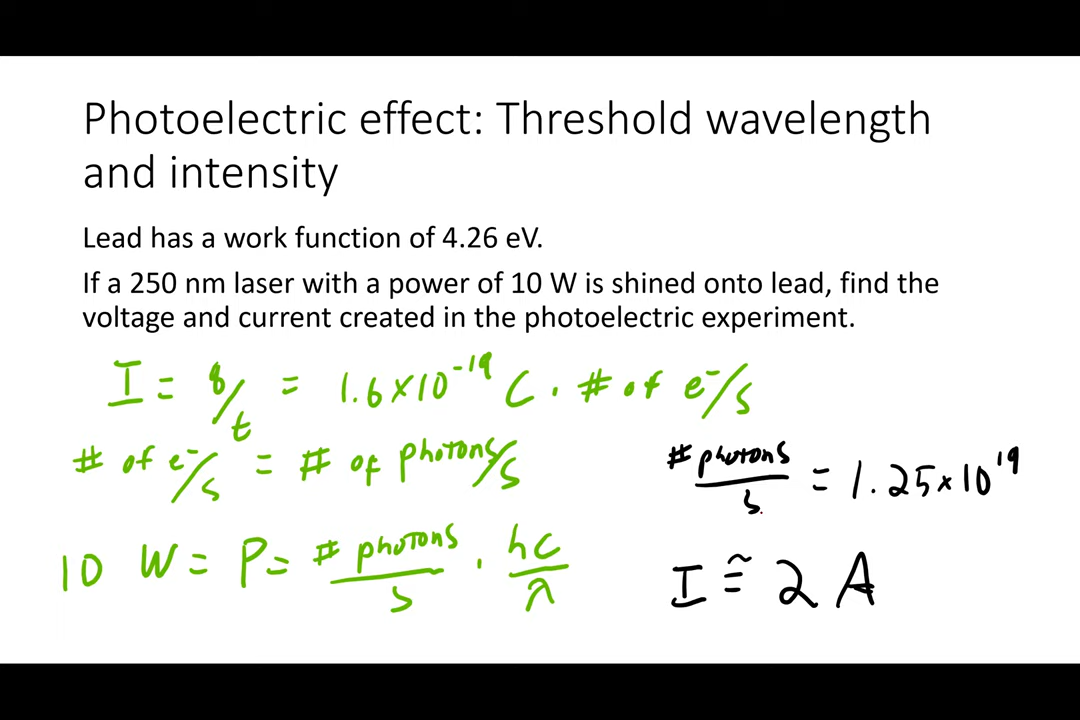 Photoelectric effect: Threshold wavelength
and intensity
Lead has a work function of 4.26 eV.
If a 250 nm laser with a power of 10 W is shined onto lead, find the
voltage and current created in the photoelectric experiment.
I = q/t = 1.6×10⁻¹⁹ C · # of e⁻/s
# of e⁻/s = # of photons/s
# photons/s = 1.25×10¹⁹
10 W = P = # photons/s · hc/λ
I ≅ 2 A